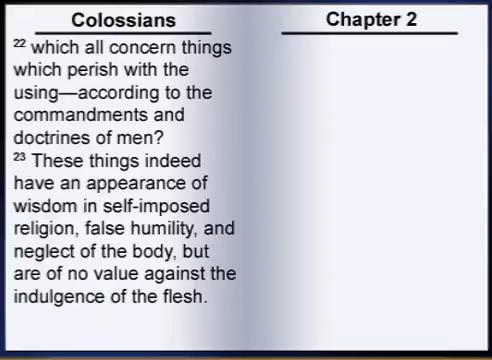 Colossians
Chapter 2
22 which all concern things
which perish with the
using—according to the
commandments and
doctrines of men?
23 These things indeed
have an appearance of
wisdom in self-imposed
religion, false humility, and
neglect of the body, but
are of no value against the
indulgence of the flesh.